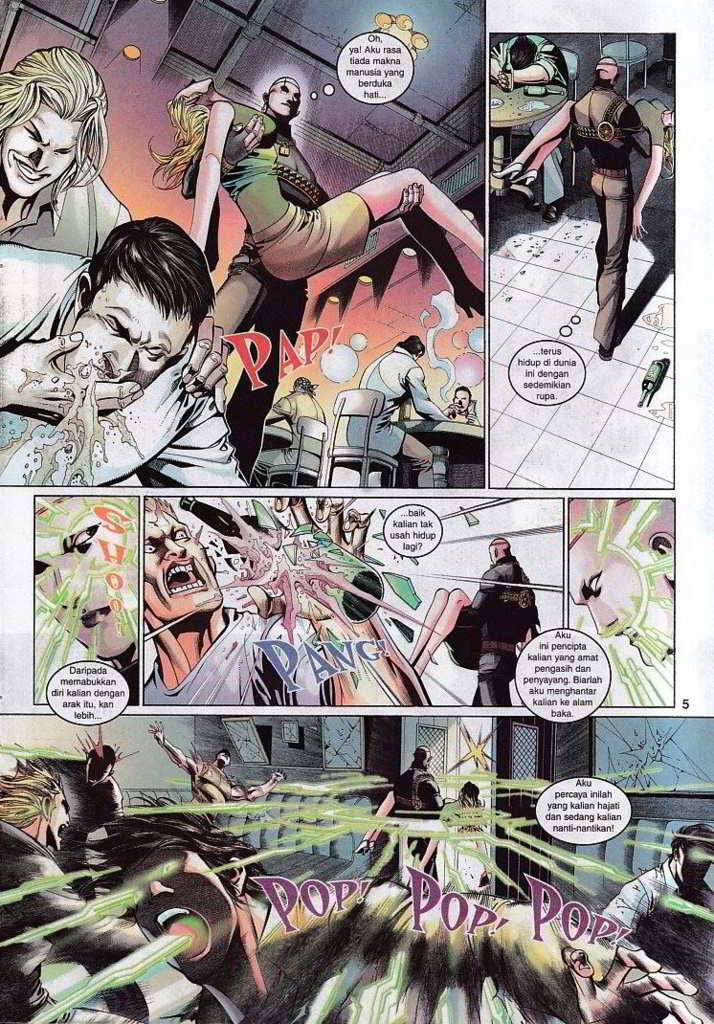 Oh,
ya! Aku rasa
tiada makna
manusia yang
berduka
hati...
PAP!
...terus
hidup di dunia
ini dengan
sedemikian
rupa.
SHOO
Daripada
memabukkan
diri kalian dengan
arak itu, kan
lebih...
...baik
kalian tak
usah hidup
lagi?
PANG!
Aku
ini pencipta
kalian yang amat
pengasih dan
penyayang. Biarlah
aku menghantar
kalian ke alam
baka.
5
Aku
percaya inilah
yang kalian hajati
dan sedang kalian
nanti-nantikan!
POP! POP! POP!